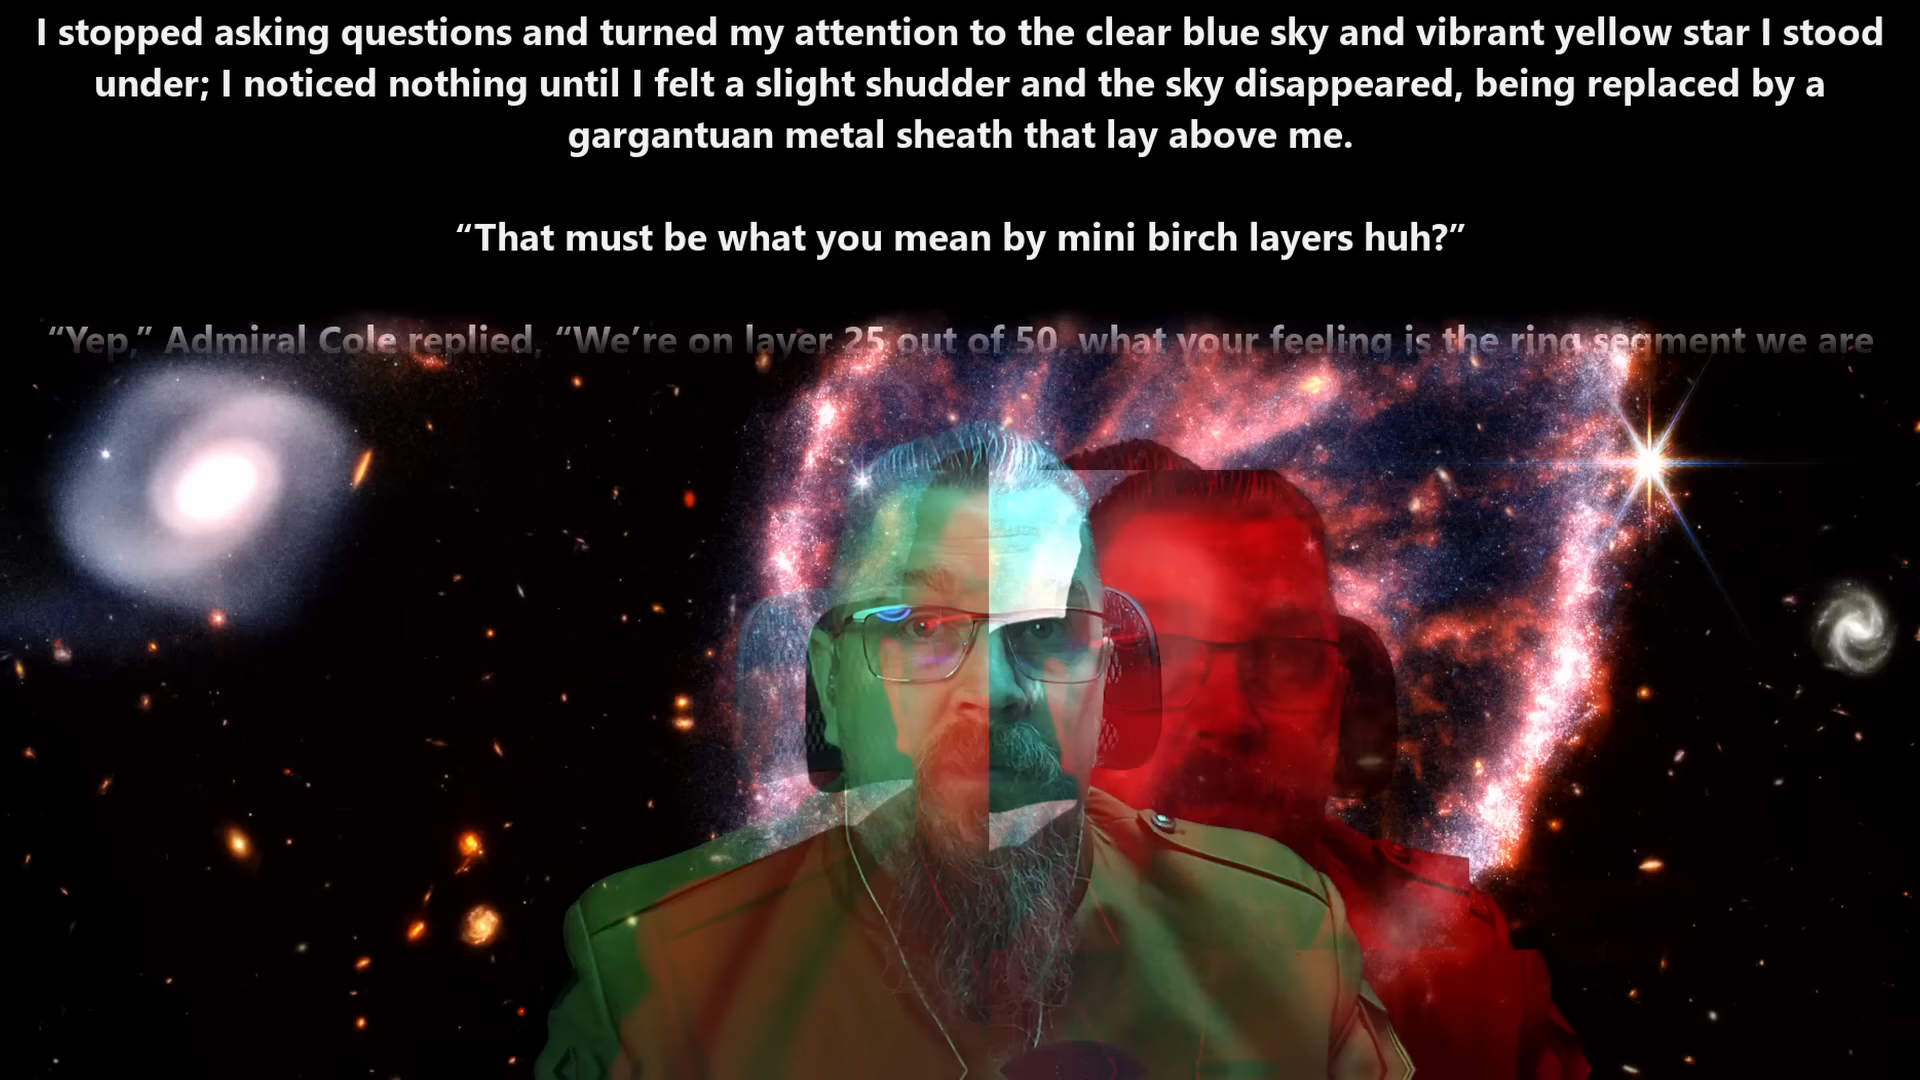 I stopped asking questions and turned my attention to the clear blue sky and vibrant yellow star I stood
under; I noticed nothing until I felt a slight shudder and the sky disappeared, being replaced by a
gargantuan metal sheath that lay above me.
“That must be what you mean by mini birch layers huh?”
“Yep,” Admiral Cole replied, “We’re on layer 25 out of 50, what your feeling is the ring segment we are